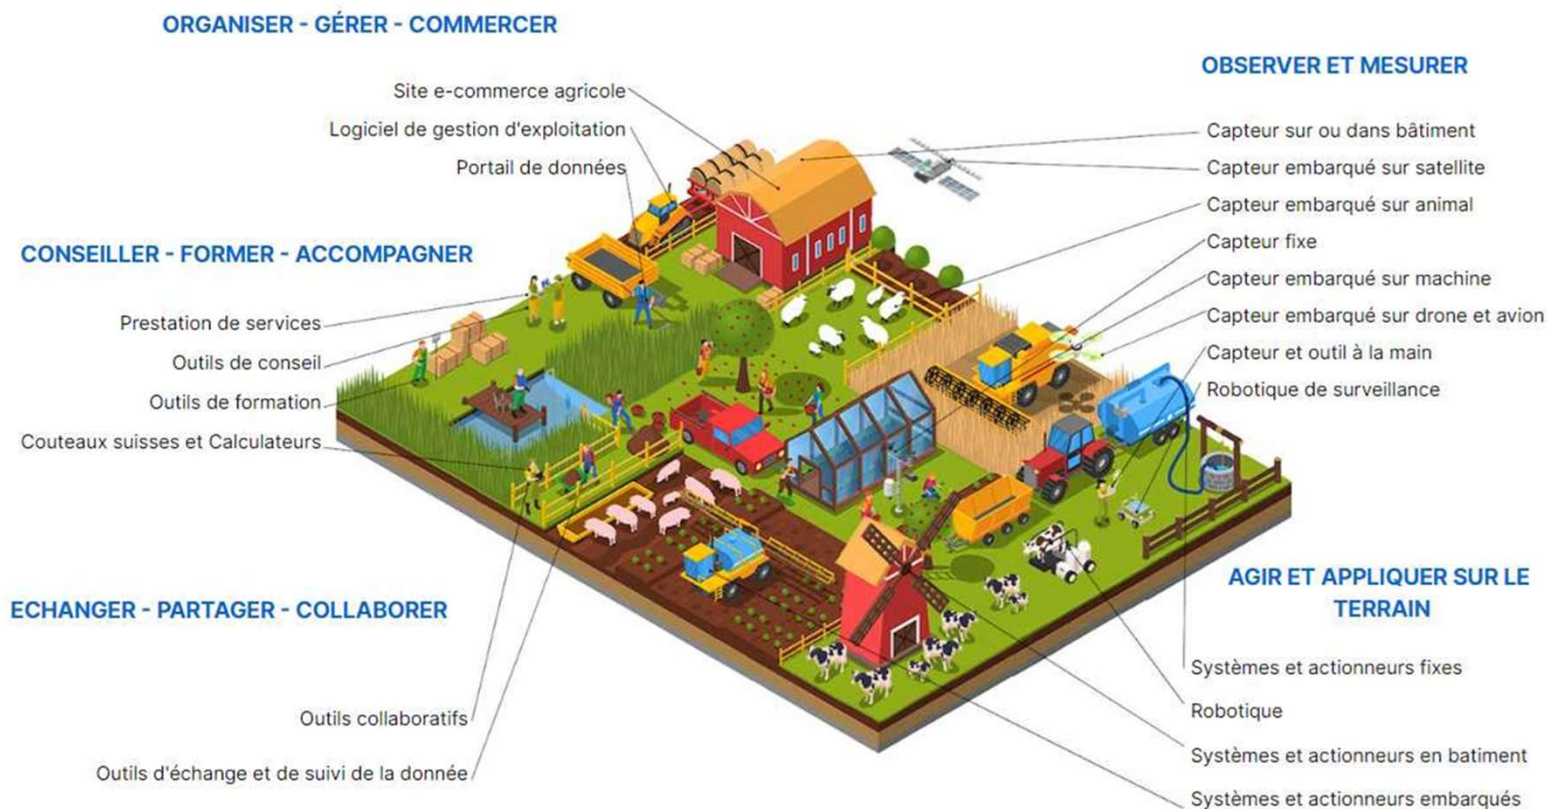 ORGANISER - GÉRER - COMMERCER
Site e-commerce agricole
Logiciel de gestion d'exploitation
Portail de données
CONSEILLER - FORMER - ACCOMPAGNER
Prestation de services
Outils de conseil
Outils de formation
Couteaux suisses et Calculateurs
ECHANGER - PARTAGER - COLLABORER
Outils collaboratifs
Outils d'échange et de suivi de la donnée
OBSERVER ET MESURER
Capteur sur ou dans bâtiment
Capteur embarqué sur satellite
Capteur embarqué sur animal
Capteur fixe
Capteur embarqué sur machine
Capteur embarqué sur drone et avion
Capteur et outil à la main
Robotique de surveillance
AGIR ET APPLIQUER SUR LE
TERRAIN
Systèmes et actionneurs fixes
Robotique
Systèmes et actionneurs en batiment
Systèmes et actionneurs embarqués